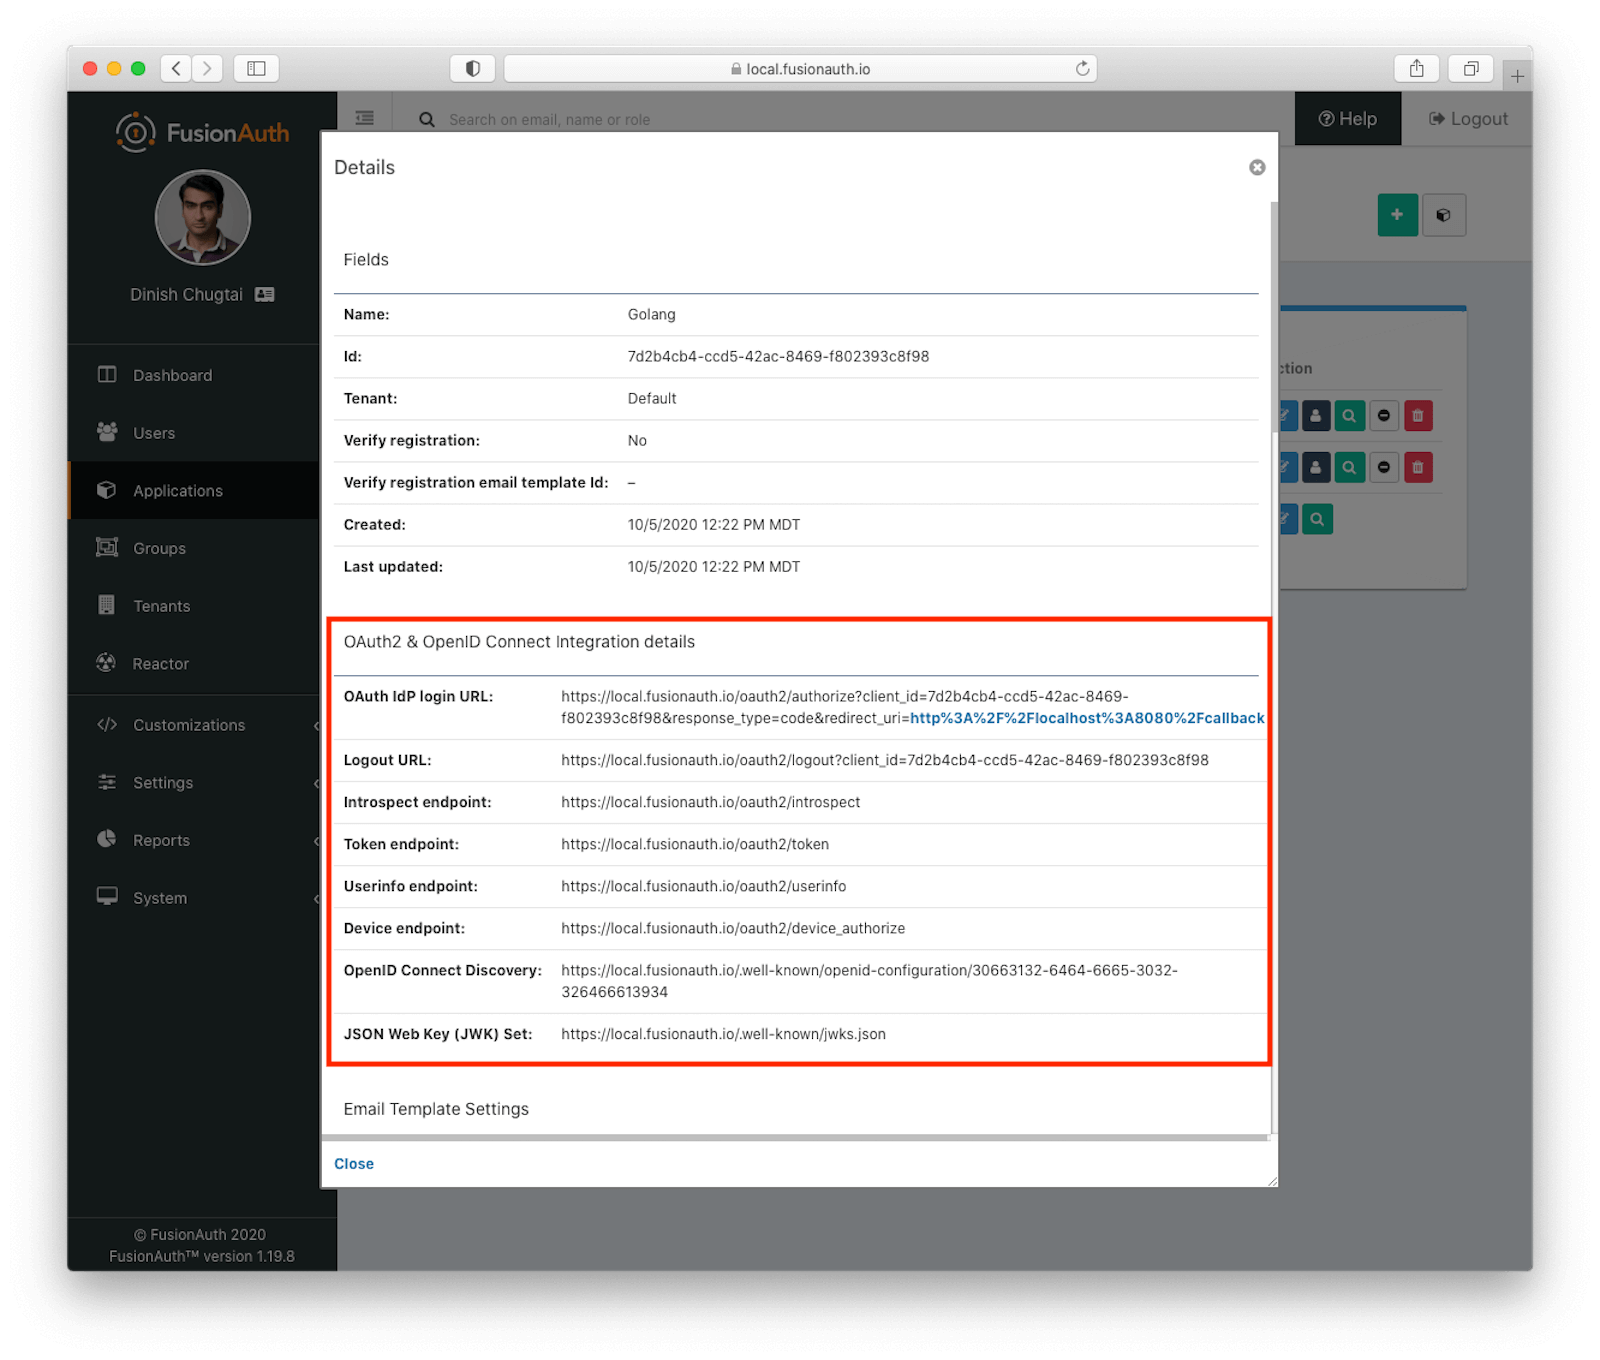 local.fusionauth.io
FusionAuth
Search on email, name or role
Help
Logout
Dinish Chugtai
Dashboard
Users
Applications
Groups
Tenants
Reactor
Customizations
Settings
Reports
System
© FusionAuth 2020
FusionAuth™ version 1.19.8
Details
Fields
Name: Golang
Id: 7d2b4cb4-ccd5-42ac-8469-f802393c8f98
Tenant: Default
Verify registration: No
Verify registration email template Id: –
Created: 10/5/2020 12:22 PM MDT
Last updated: 10/5/2020 12:22 PM MDT
OAuth2 & OpenID Connect Integration details
OAuth IdP login URL: https://local.fusionauth.io/oauth2/authorize?client_id=7d2b4cb4-ccd5-42ac-8469-
f802393c8f98&response_type=code&redirect_uri=http%3A%2F%2Flocalhost%3A8080%2Fcallback
Logout URL: https://local.fusionauth.io/oauth2/logout?client_id=7d2b4cb4-ccd5-42ac-8469-f802393c8f98
Introspect endpoint: https://local.fusionauth.io/oauth2/introspect
Token endpoint: https://local.fusionauth.io/oauth2/token
Userinfo endpoint: https://local.fusionauth.io/oauth2/userinfo
Device endpoint: https://local.fusionauth.io/oauth2/device_authorize
OpenID Connect Discovery: https://local.fusionauth.io/.well-known/openid-configuration/30663132-6464-6665-3032-
326466613934
JSON Web Key (JWK) Set: https://local.fusionauth.io/.well-known/jwks.json
Email Template Settings
Close
ction